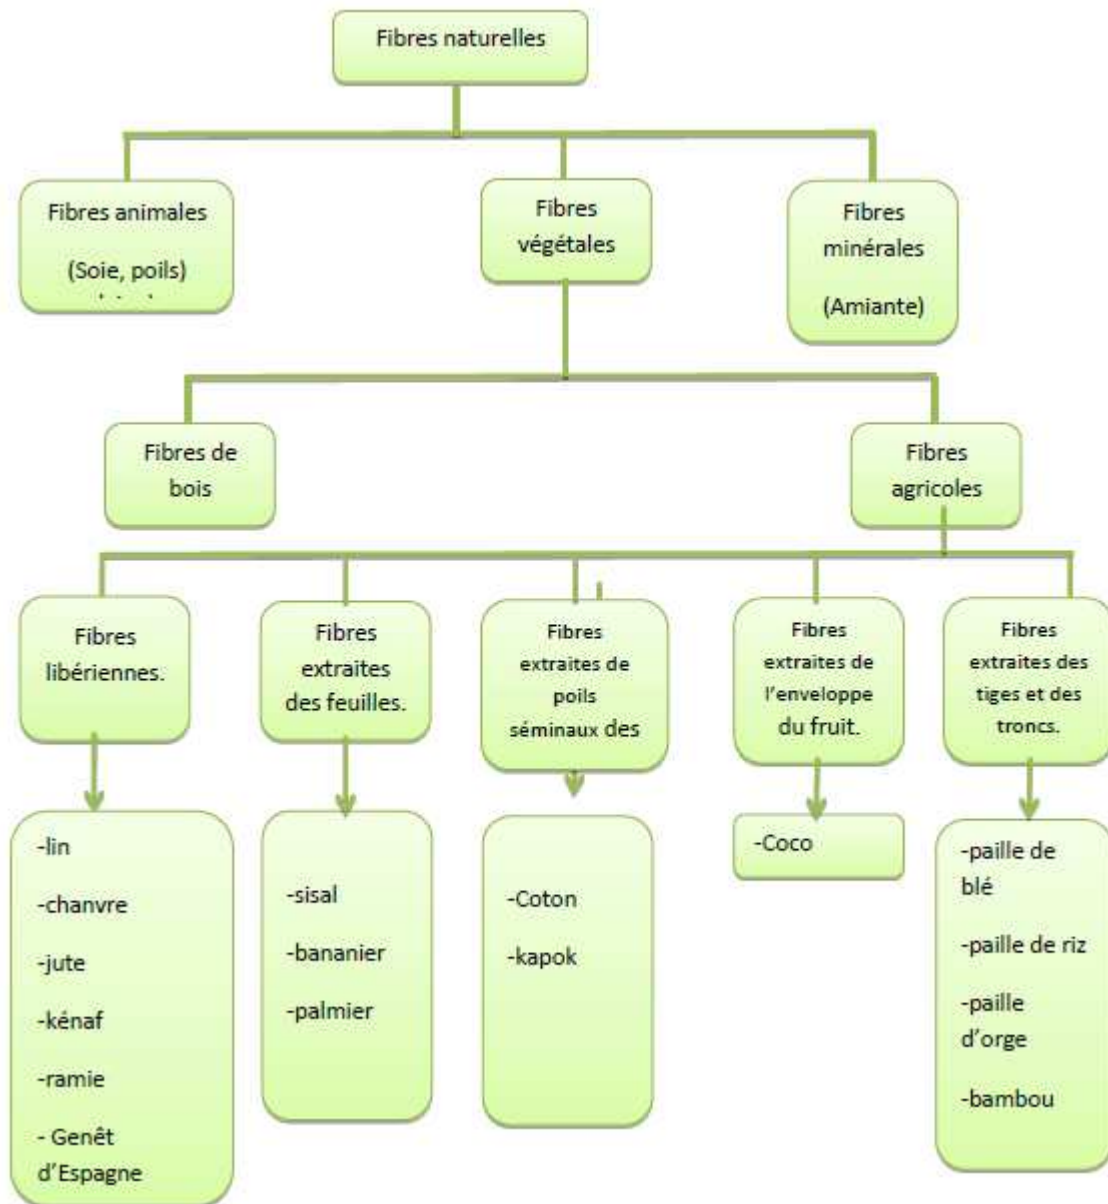 Fibres naturelles
Fibres animales
(Soie, poils)
Fibres
végétales
Fibres
minérales
(Amiante)
Fibres de
bois
Fibres
agricoles
Fibres
libériennes.
Fibres
extraites
des feuilles.
Fibres
extraites de
poils
séminaux des
Fibres
extraites de
l'enveloppe
du fruit.
Fibres
extraites des
tiges et des
troncs.
-lin
-chanvre
-jute
-kénaf
-ramie
- Genêt
d'Espagne
-sisal
-bananier
-palmier
-Coton
-kapok
-Coco
-paille de
blé
-paille de riz
-paille
d'orge
-bambou